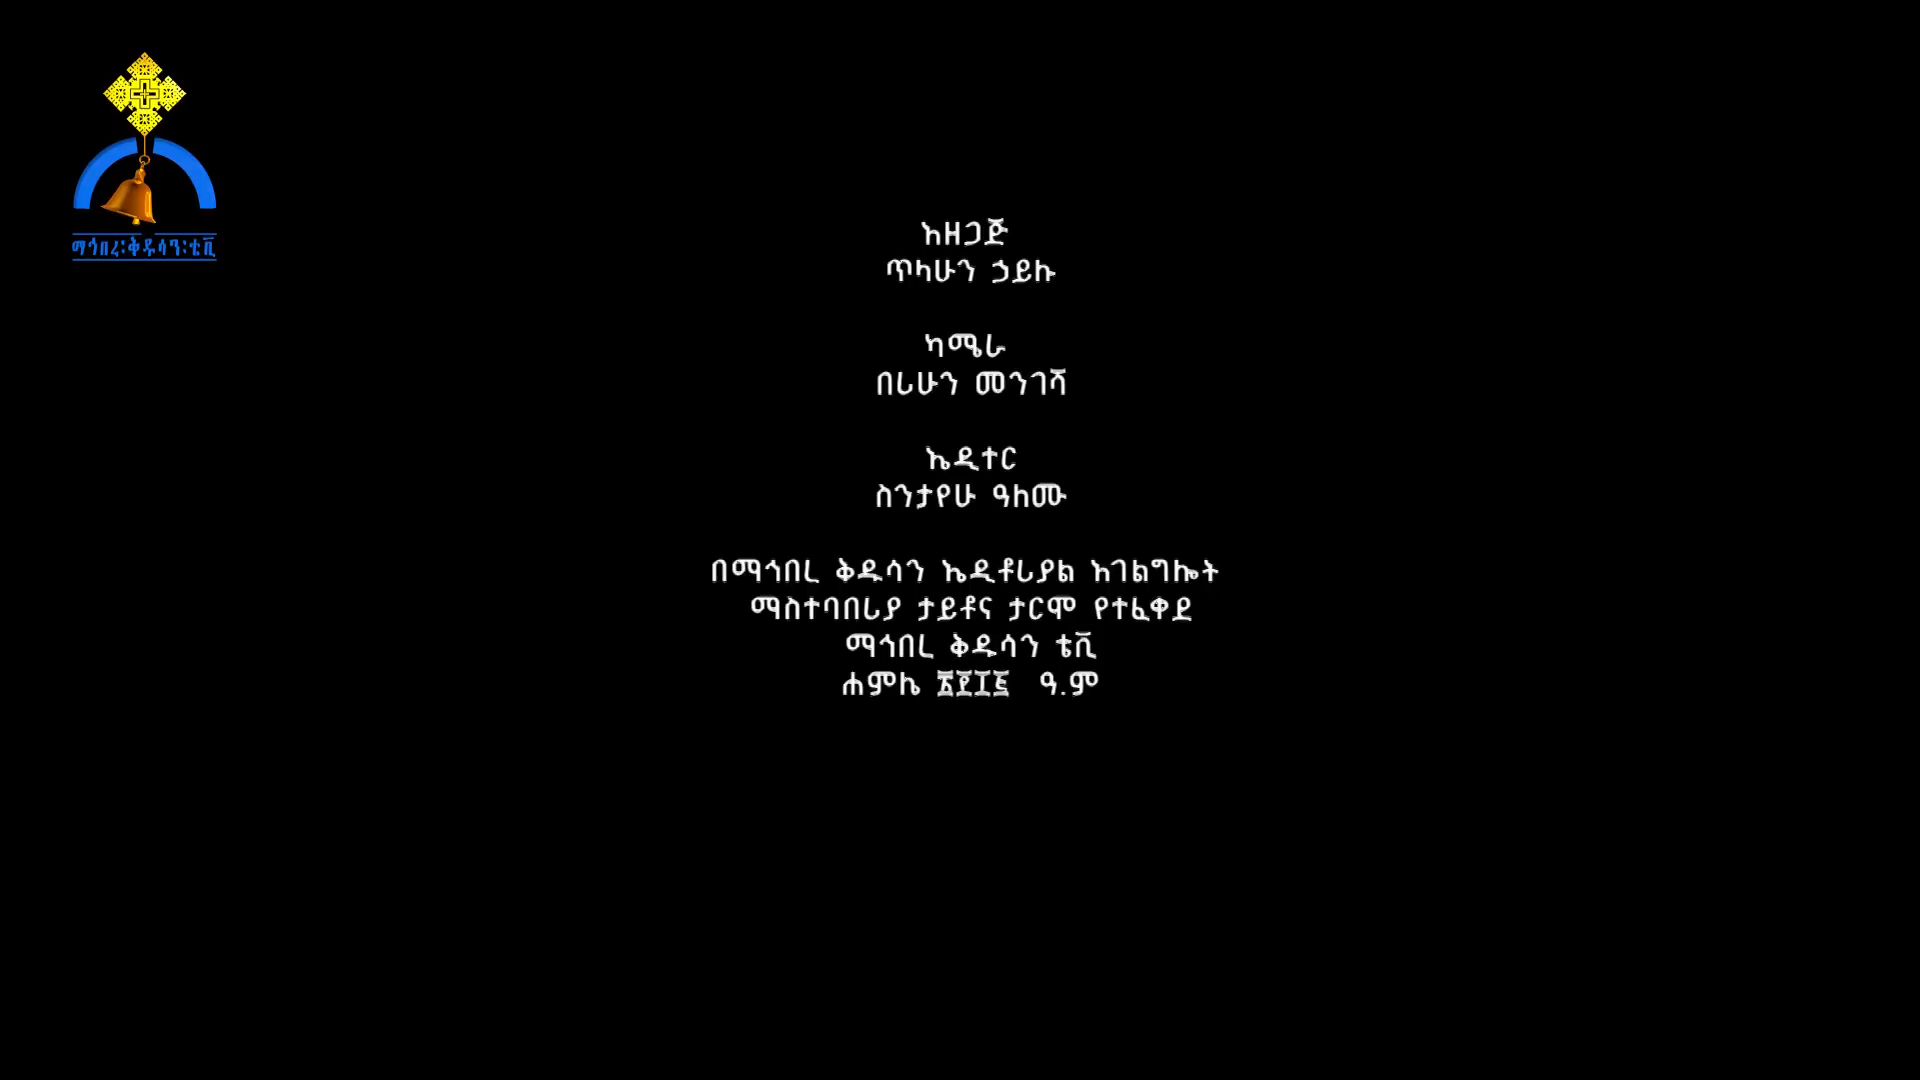 ማኅበረ፡ቅዱሳን፡ቴቪ
አዘጋጅ
ጥላሁን ኃይሉ
ካሜራ
በሪሁን መንገሻ
ኤዲተር
ስንታየሁ ዓለሙ
በማኅበረ ቅዱሳን ኤዲቶሪያል አገልግሎት
ማስተባበሪያ ታይቶና ታርሞ የተፈቀደ
ማኅበረ ቅዱሳን ቴቪ
ሐምሌ ፳፻፲፮ ዓ.ም